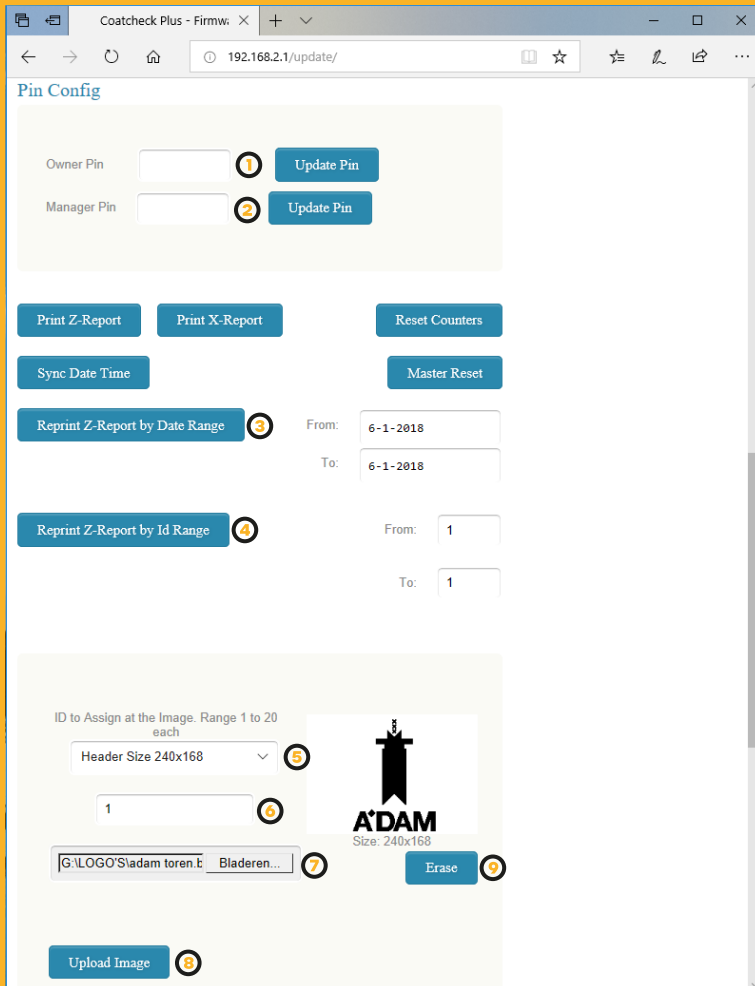 Coatcheck Plus - Firmw
192.168.2.1/update/
Pin Config
Owner Pin 1 Update Pin
Manager Pin 2 Update Pin
Print Z-Report Print X-Report Reset Counters
Sync Date Time Master Reset
Reprint Z-Report by Date Range 3 From: 6-1-2018
To: 6-1-2018
Reprint Z-Report by Id Range 4 From: 1
To: 1
ID to Assign at the Image. Range 1 to 20
each
Header Size 240x168 5
1 6
A'DAM
Size: 240x168
G:\LOGO'S\adam toren.b Bladeren... 7
Erase 9
Upload Image 8